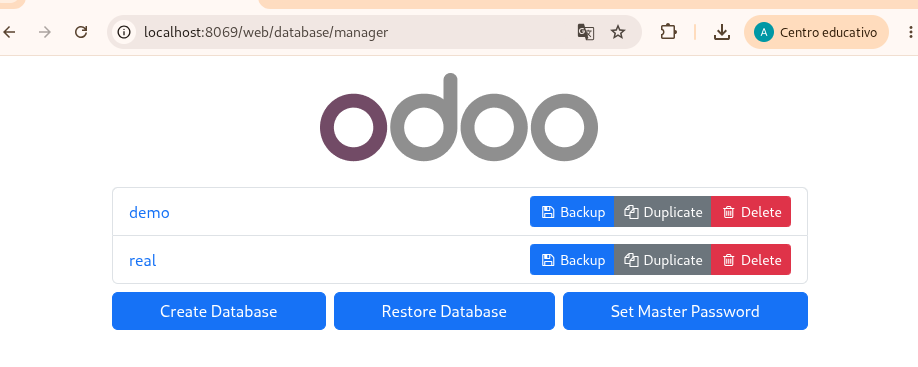 localhost:8069/web/database/manager
A Centro educativo
odoo
demo Backup Duplicate Delete
real Backup Duplicate Delete
Create Database Restore Database Set Master Password